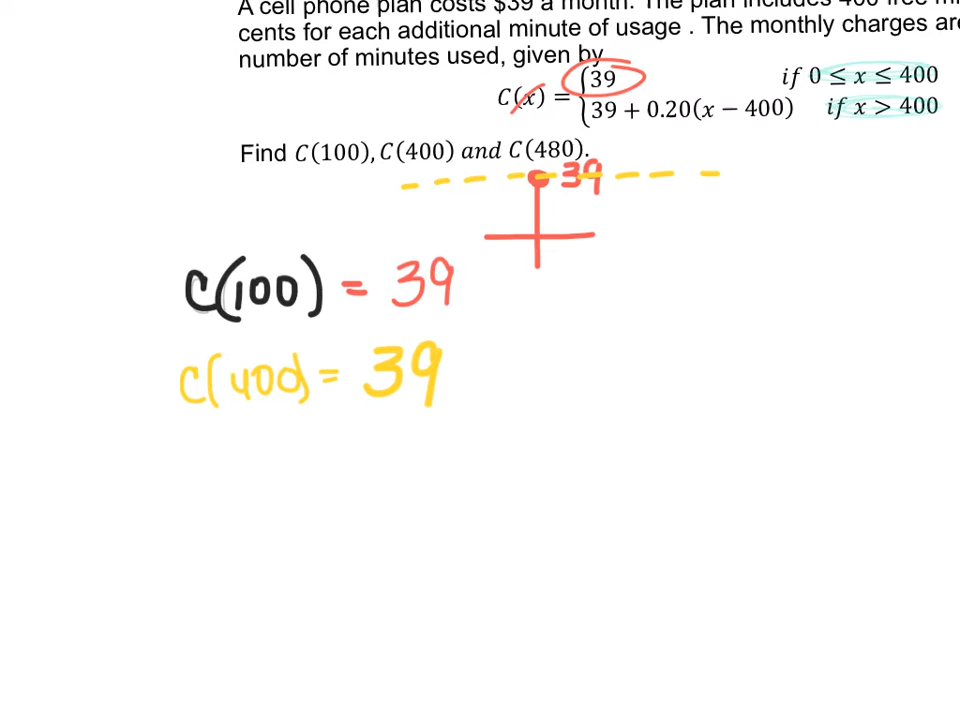 A cell phone plan costs $39 a month. The plan includes 400 free
cents for each additional minute of usage . The monthly charges are
number of minutes used, given by
C(x) = {39 if 0 ≤ x ≤ 400
39 + 0.20(x − 400) if x > 400
Find C(100), C(400) and C(480).
39
C(100) = 39
C(400) = 39